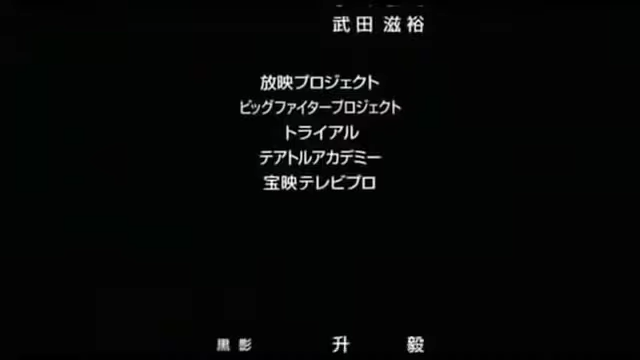 武田 滋裕
放映プロジェクト
ビッグファイタープロジェクト
トライアル
テアトルアカデミー
宝映テレビプロ
黒影 升 毅